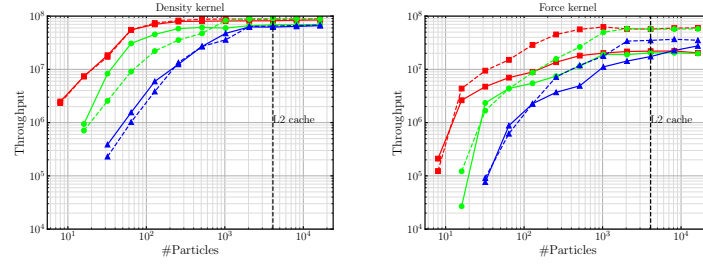 Density kernel
Throughput
10^8
10^7
10^6
10^5
10^4
L2 cache
10^1
10^2
10^3
10^4
#Particles
Force kernel
Throughput
10^8
10^7
10^6
10^5
10^4
L2 cache
10^1
10^2
10^3
10^4
#Particles